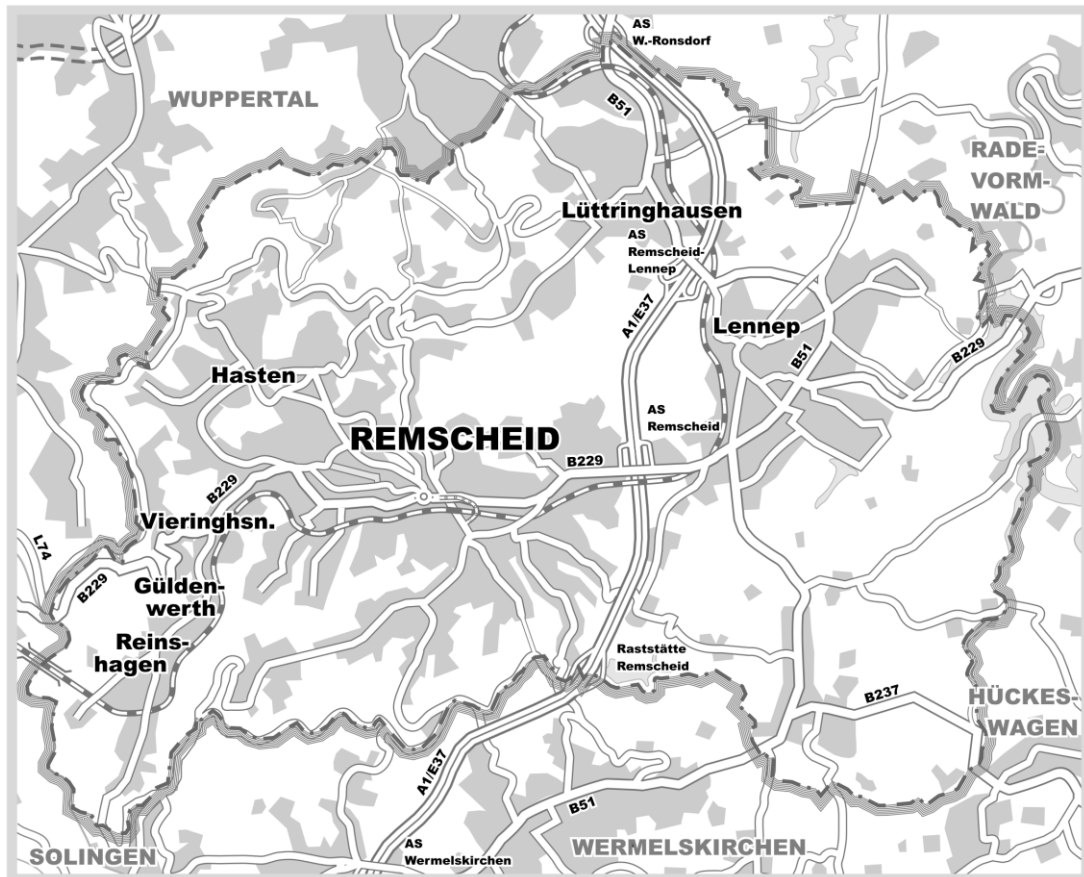 AS
W.-Ronsdorf
WUPPERTAL
B51
RADE-
VORM-
WALD
Lüttringhausen
AS
Remscheid-
Lennep
A1/E37
Lennep
B51
B229
Hasten
AS
Remscheid
REMSCHEID
B229
B229
Vieringhsn.
L74
B229
Gülden-
werth
Reins-
hagen
Raststätte
Remscheid
B237
HÜCKES-
WAGEN
A1/E37
B51
AS
Wermelskirchen
WERMELSKIRCHEN
SOLINGEN